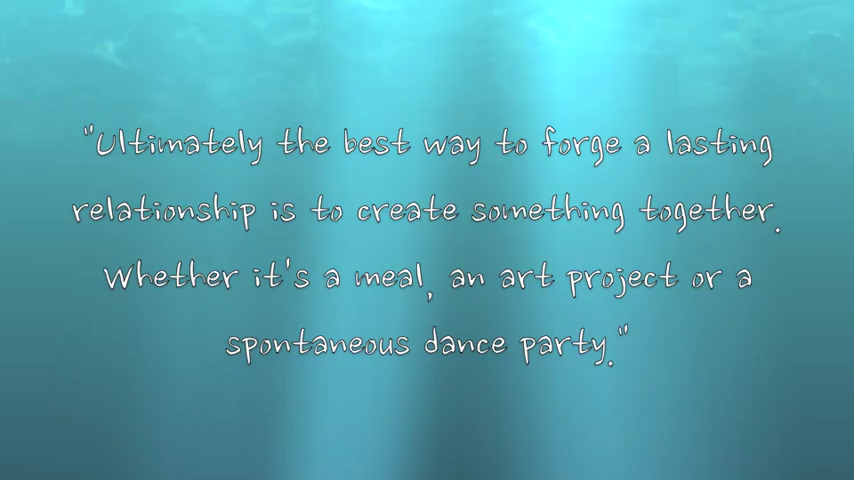 "Ultimately the best way to forge a lasting
relationship is to create something together.
Whether it's a meal, an art project or a
spontaneous dance party."